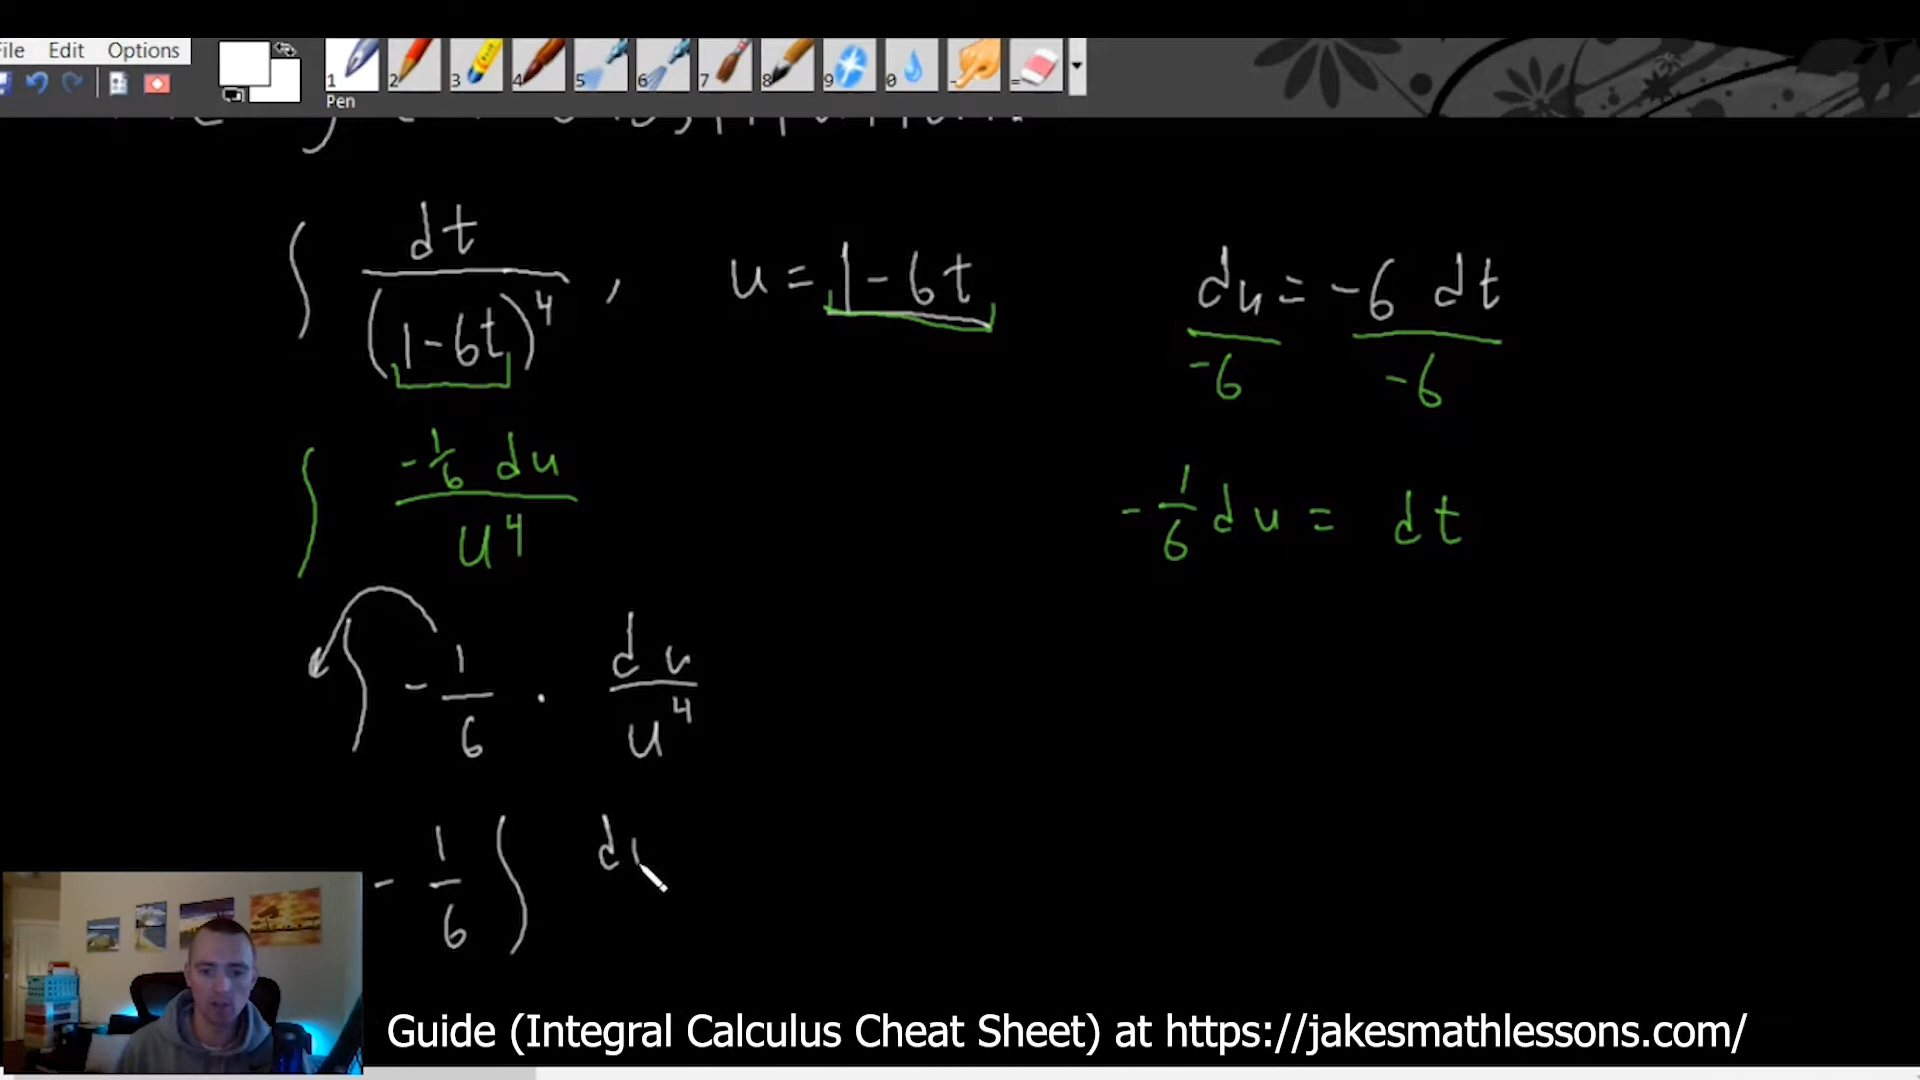 File Edit Options
1 2 3 4 5 6 7 8 9 0 - =
Pen
∫ dt/(1-6t)^4 , u = 1-6t du = -6 dt
-6 -6
∫ -1/6 du / u^4 -1/6 du = dt
∫ -1/6 · du/u^4
-1/6 ∫ du
Guide (Integral Calculus Cheat Sheet) at https://jakesmathlessons.com/